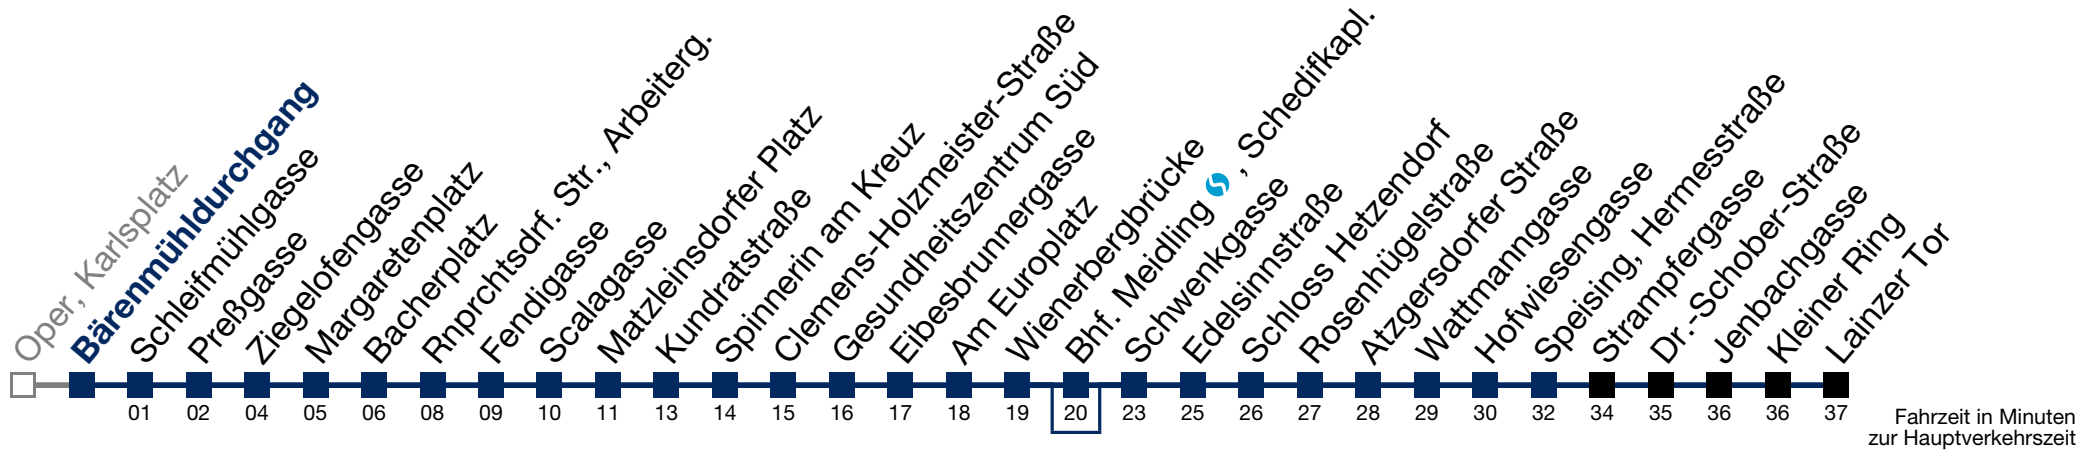 Oper, Karlsplatz
Bärenmühldurchgang
Schleifmühlgasse
Preßgasse
Ziegelofengasse
Margaretenplatz
Bacherplatz
Rnprchtsdrf. Str., Arbeiterg.
Fendigasse
Scalagasse
Matzleinsdorfer Platz
Kundratstraße
Spinnerin am Kreuz
Clemens-Holzmeister-Straße
Gesundheitszentrum Süd
Eibesbrunnergasse
Am Europlatz
Wienerbergbrücke
Bhf. Meidling , Schedifkapl.
Schwenkgasse
Edelsinnstraße
Schloss Hetzendorf
Rosenhügelstraße
Atzgersdorfer Straße
Wattmanngasse
Hofwiesengasse
Speising, Hermesstraße
Strampfergasse
Dr.-Schober-Straße
Jenbachgasse
Kleiner Ring
Lainzer Tor
01 02 04 05 06 08 09 10 11 13 14 15 16 17 18 19 20 23 25 26 27 28 29 30 32 34 35 36 36 37
Fahrzeit in Minuten
zur Hauptverkehrszeit